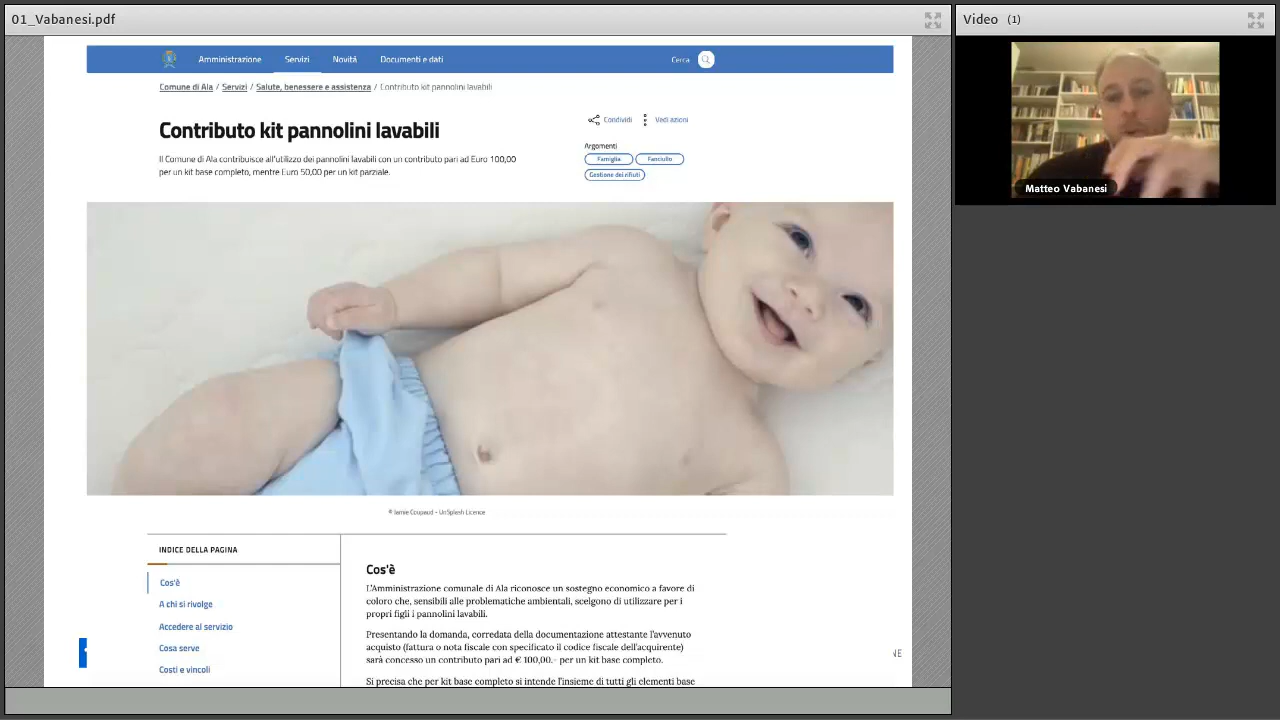 01_Vabanesi.pdf
Video (1)
Amministrazione Servizi Novità Documenti e dati Cerca
Comune di Ala / Servizi / Salute, benessere e assistenza / Contributo kit pannolini lavabili
Contributo kit pannolini lavabili
Condividi Vedi azioni
Il Comune di Ala contribuisce all'utilizzo dei pannolini lavabili con un contributo pari ad Euro 100,00
per un kit base completo, mentre Euro 50,00 per un kit parziale.
Argomenti
Famiglia Fanciullo
Gestione dei rifiuti
Matteo Vabanesi
© Jamie Coupaud - UnSplash Licence
INDICE DELLA PAGINA
Cos'è
A chi si rivolge
Accedere al servizio
Cosa serve
Costi e vincoli
Cos'è
L'Amministrazione comunale di Ala riconosce un sostegno economico a favore di
coloro che, sensibili alle problematiche ambientali, scelgono di utilizzare per i
propri figli i pannolini lavabili.
Presentando la domanda, corredata della documentazione attestante l'avvenuto
acquisto (fattura o nota fiscale con specificato il codice fiscale dell'acquirente)
sarà concesso un contributo pari ad € 100,00.- per un kit base completo.
Si precisa che per kit base completo si intende l'insieme di tutti gli elementi base
NE